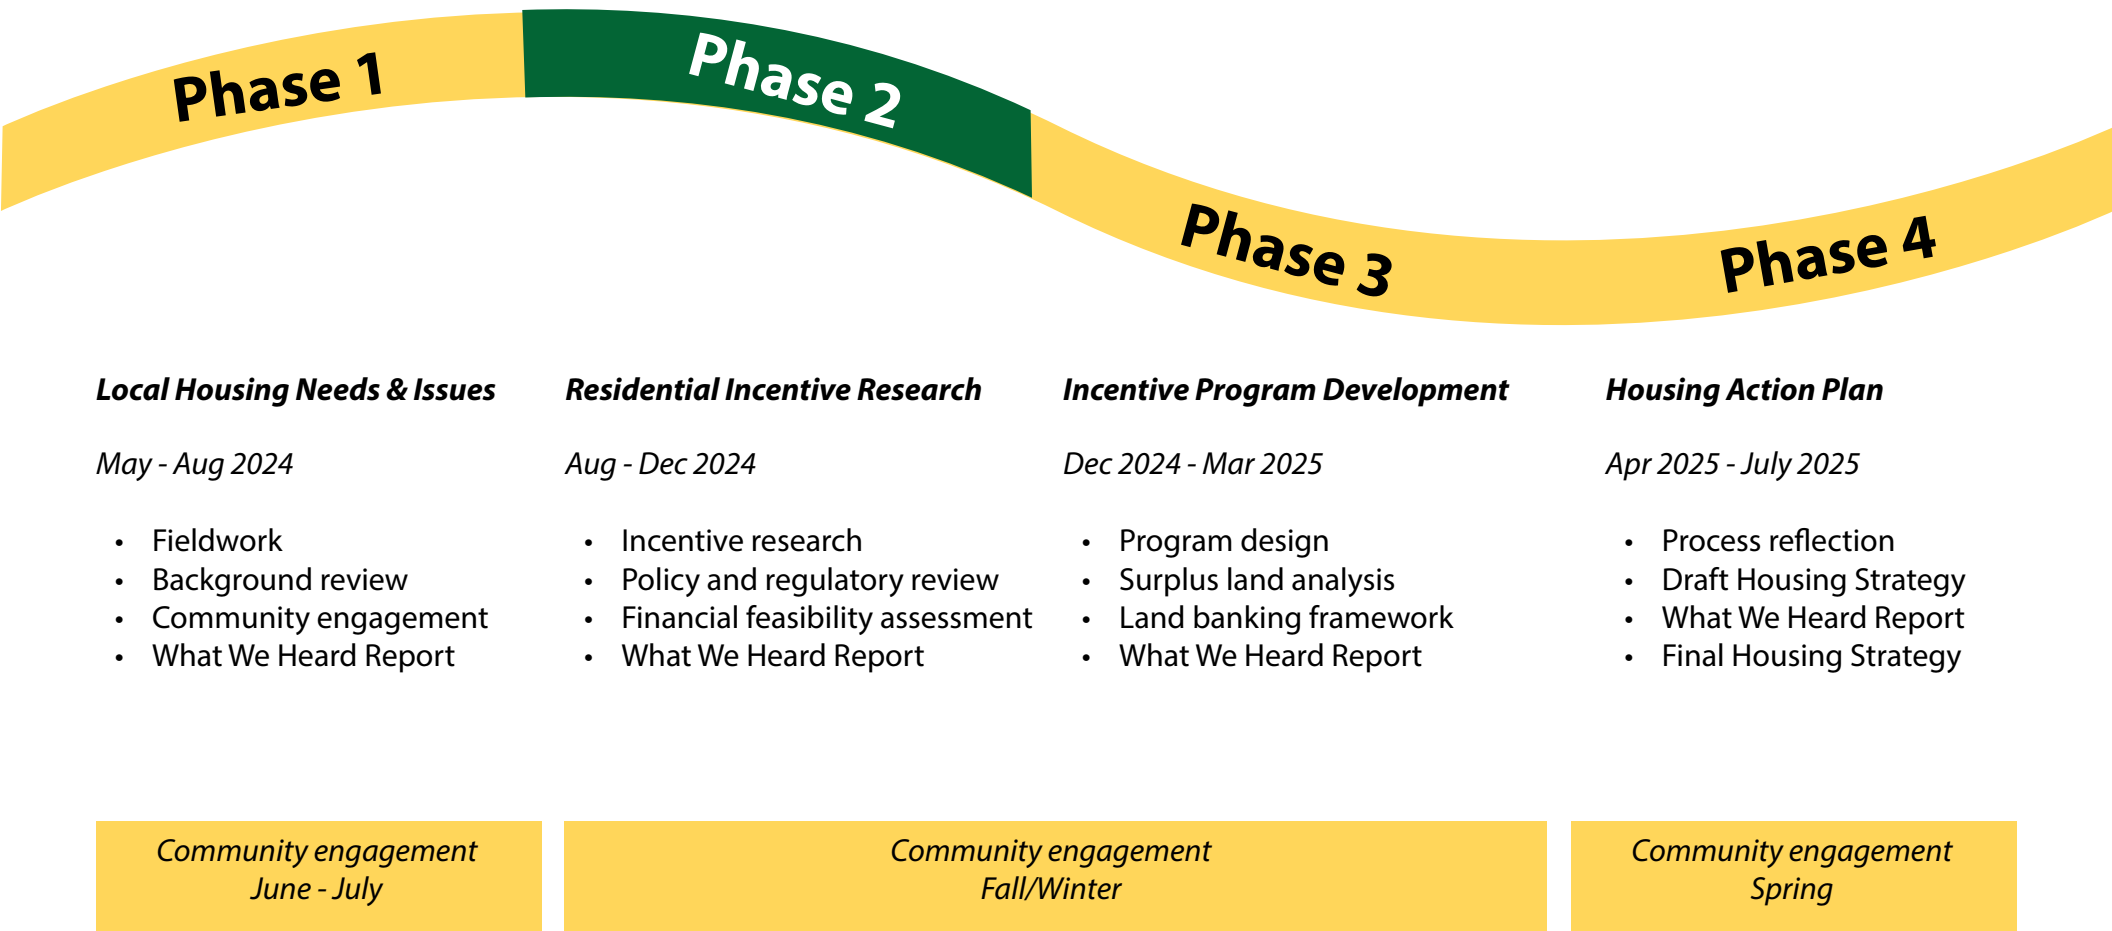 Phase 1
Phase 2
Phase 3
Phase 4
Local Housing Needs & Issues
May - Aug 2024
• Fieldwork
• Background review
• Community engagement
• What We Heard Report
Residential Incentive Research
Aug - Dec 2024
• Incentive research
• Policy and regulatory review
• Financial feasibility assessment
• What We Heard Report
Incentive Program Development
Dec 2024 - Mar 2025
• Program design
• Surplus land analysis
• Land banking framework
• What We Heard Report
Housing Action Plan
Apr 2025 - July 2025
• Process reflection
• Draft Housing Strategy
• What We Heard Report
• Final Housing Strategy
Community engagement
June - July
Community engagement
Fall/Winter
Community engagement
Spring